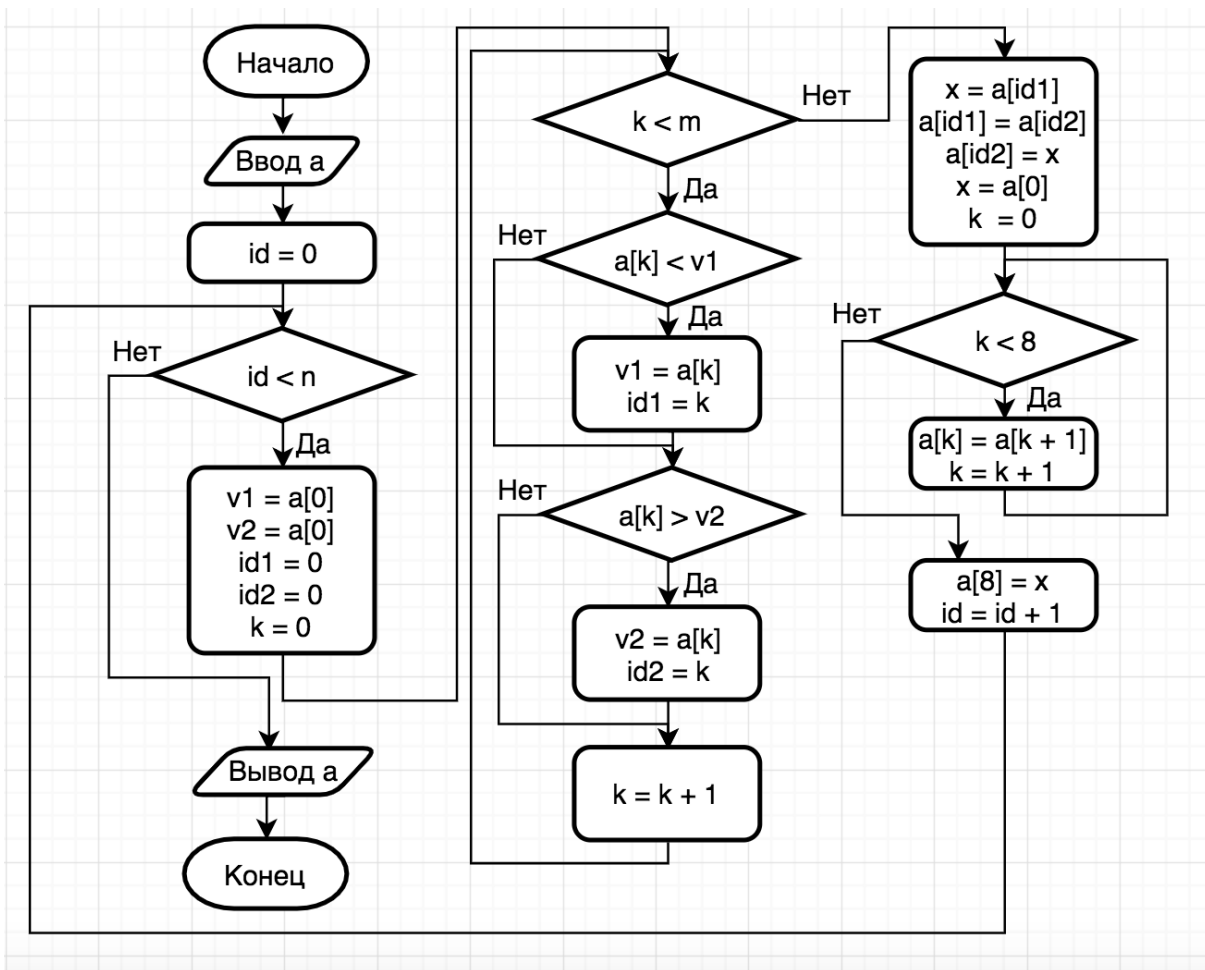 Начало
Ввод a
id = 0
Нет
id < n
Да
v1 = a[0]
v2 = a[0]
id1 = 0
id2 = 0
k = 0
Вывод a
Конец
k < m
Нет
Да
Нет
a[k] < v1
Да
v1 = a[k]
id1 = k
Нет
a[k] > v2
Да
v2 = a[k]
id2 = k
k = k + 1
x = a[id1]
a[id1] = a[id2]
a[id2] = x
x = a[0]
k = 0
Нет
k < 8
Да
a[k] = a[k + 1]
k = k + 1
a[8] = x
id = id + 1